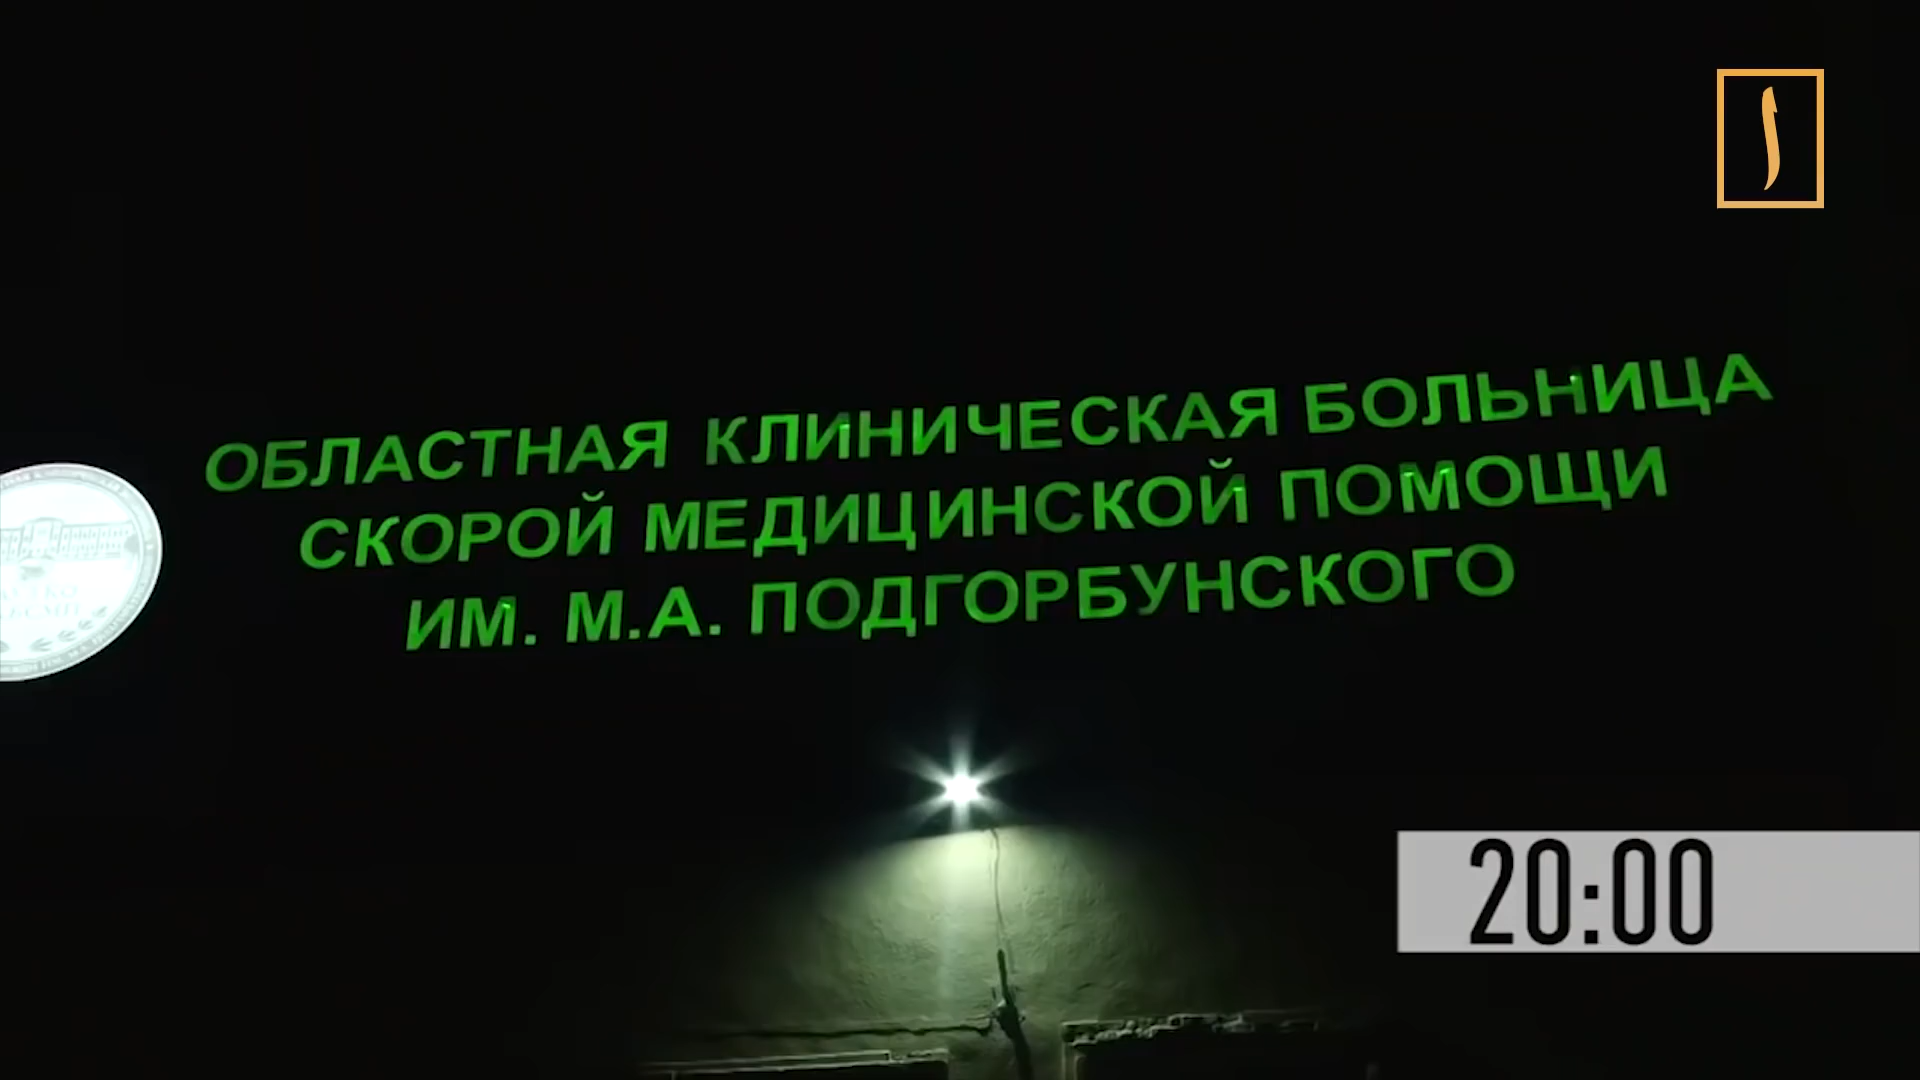 ОБЛАСТНАЯ КЛИНИЧЕСКАЯ БОЛЬНИЦА
СКОРОЙ МЕДИЦИНСКОЙ ПОМОЩИ
ИМ. М.А. ПОДГОРБУНСКОГО
20:00